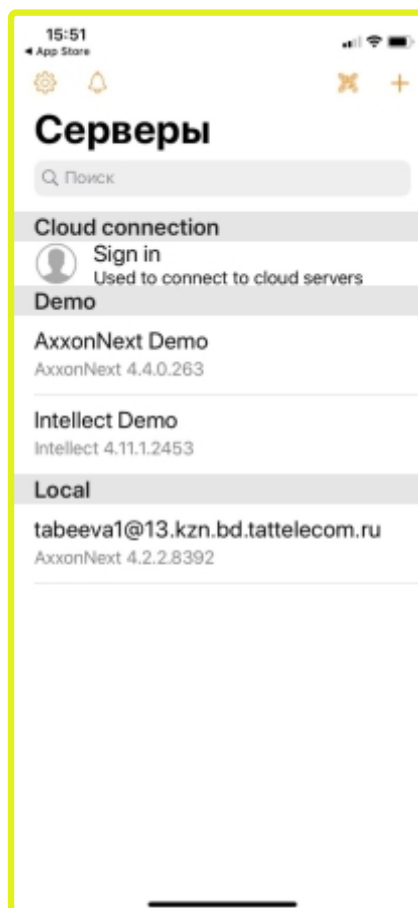 15:51
◀ App Store
Серверы
Поиск
Cloud connection
Sign in
Used to connect to cloud servers
Demo
AxxonNext Demo
AxxonNext 4.4.0.263
Intellect Demo
Intellect 4.11.1.2453
Local
tabeeva1@13.kzn.bd.tattelecom.ru
AxxonNext 4.2.2.8392